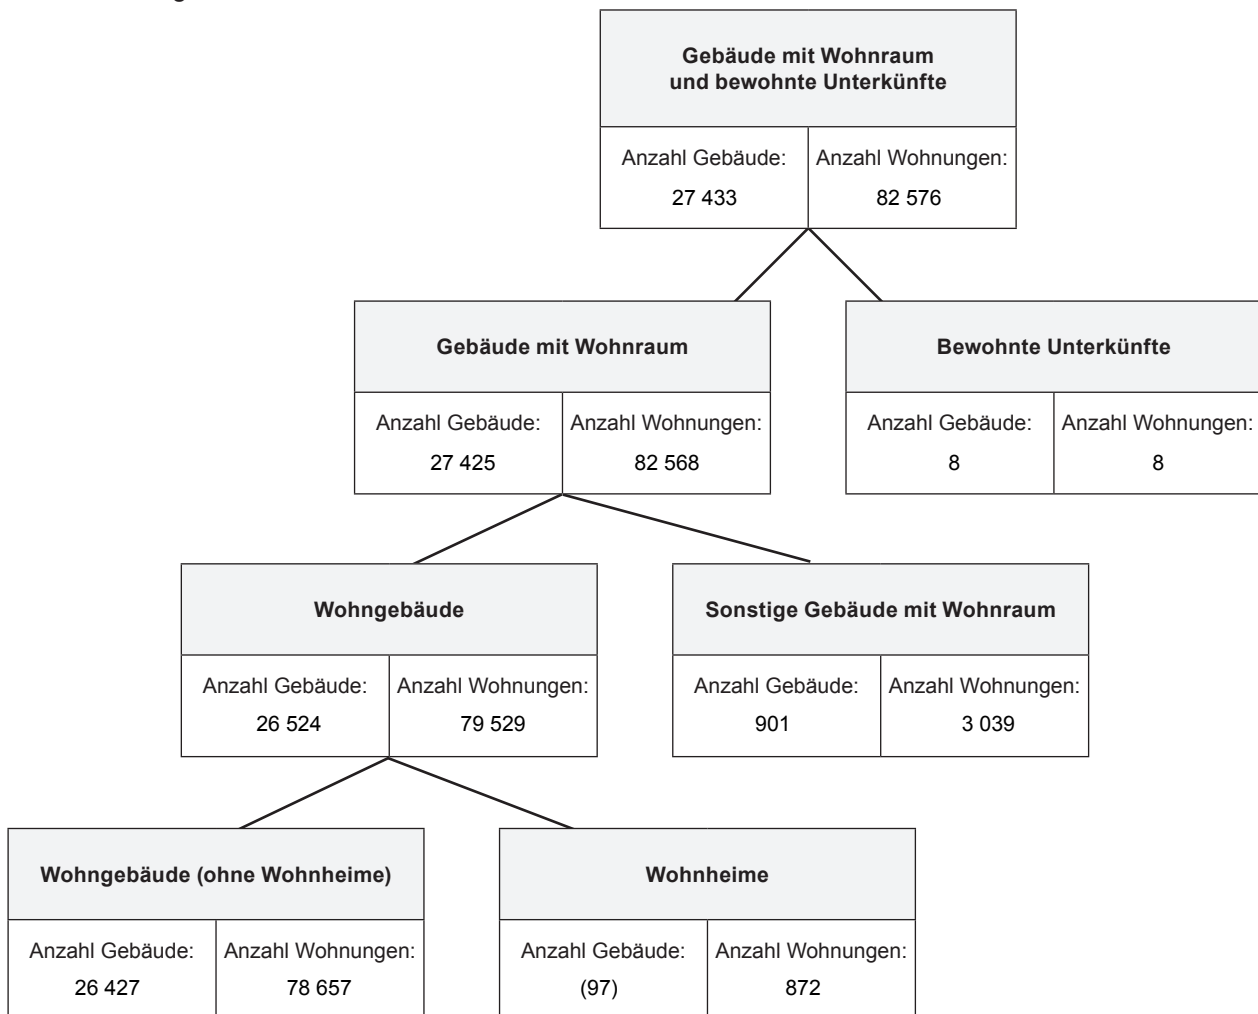 Gebäude mit Wohnraum
und bewohnte Unterkünfte
Anzahl Gebäude: Anzahl Wohnungen:
27 433 82 576
Gebäude mit Wohnraum Bewohnte Unterkünfte
Anzahl Gebäude: Anzahl Wohnungen: Anzahl Gebäude: Anzahl Wohnungen:
27 425 82 568 8 8
Wohngebäude Sonstige Gebäude mit Wohnraum
Anzahl Gebäude: Anzahl Wohnungen: Anzahl Gebäude: Anzahl Wohnungen:
26 524 79 529 901 3 039
Wohngebäude (ohne Wohnheime) Wohnheime
Anzahl Gebäude: Anzahl Wohnungen: Anzahl Gebäude: Anzahl Wohnungen:
26 427 78 657 (97) 872